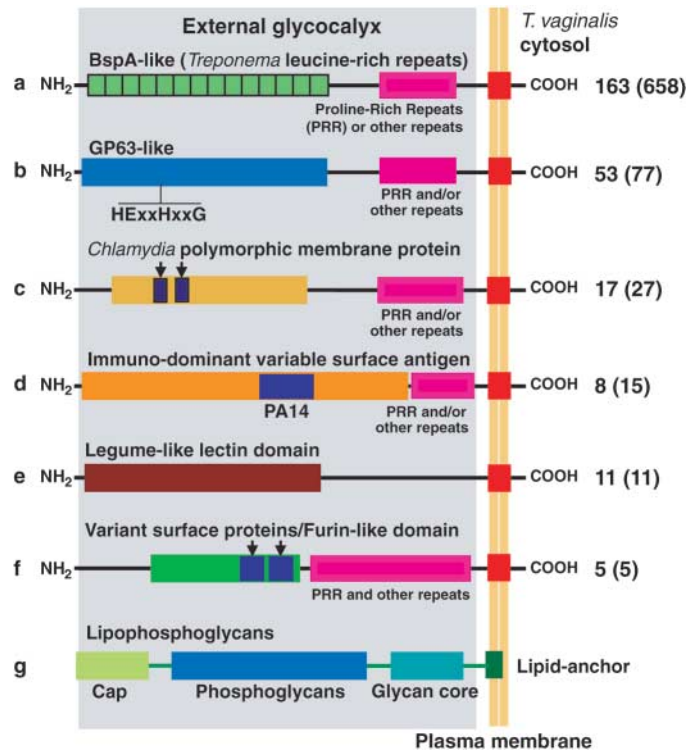 External glycocalyx
T. vaginalis
cytosol
BspA-like (Treponema leucine-rich repeats)
a NH2 COOH 163 (658)
Proline-Rich Repeats
(PRR) or other repeats
GP63-like
b NH2 COOH 53 (77)
HExxHxxG
PRR and/or
other repeats
Chlamydia polymorphic membrane protein
c NH2 COOH 17 (27)
PRR and/or
other repeats
Immuno-dominant variable surface antigen
d NH2 COOH 8 (15)
PA14
PRR and/or
other repeats
Legume-like lectin domain
e NH2 COOH 11 (11)
Variant surface proteins/Furin-like domain
f NH2 COOH 5 (5)
PRR and other repeats
Lipophosphoglycans
g Lipid-anchor
Cap Phosphoglycans Glycan core
Plasma membrane